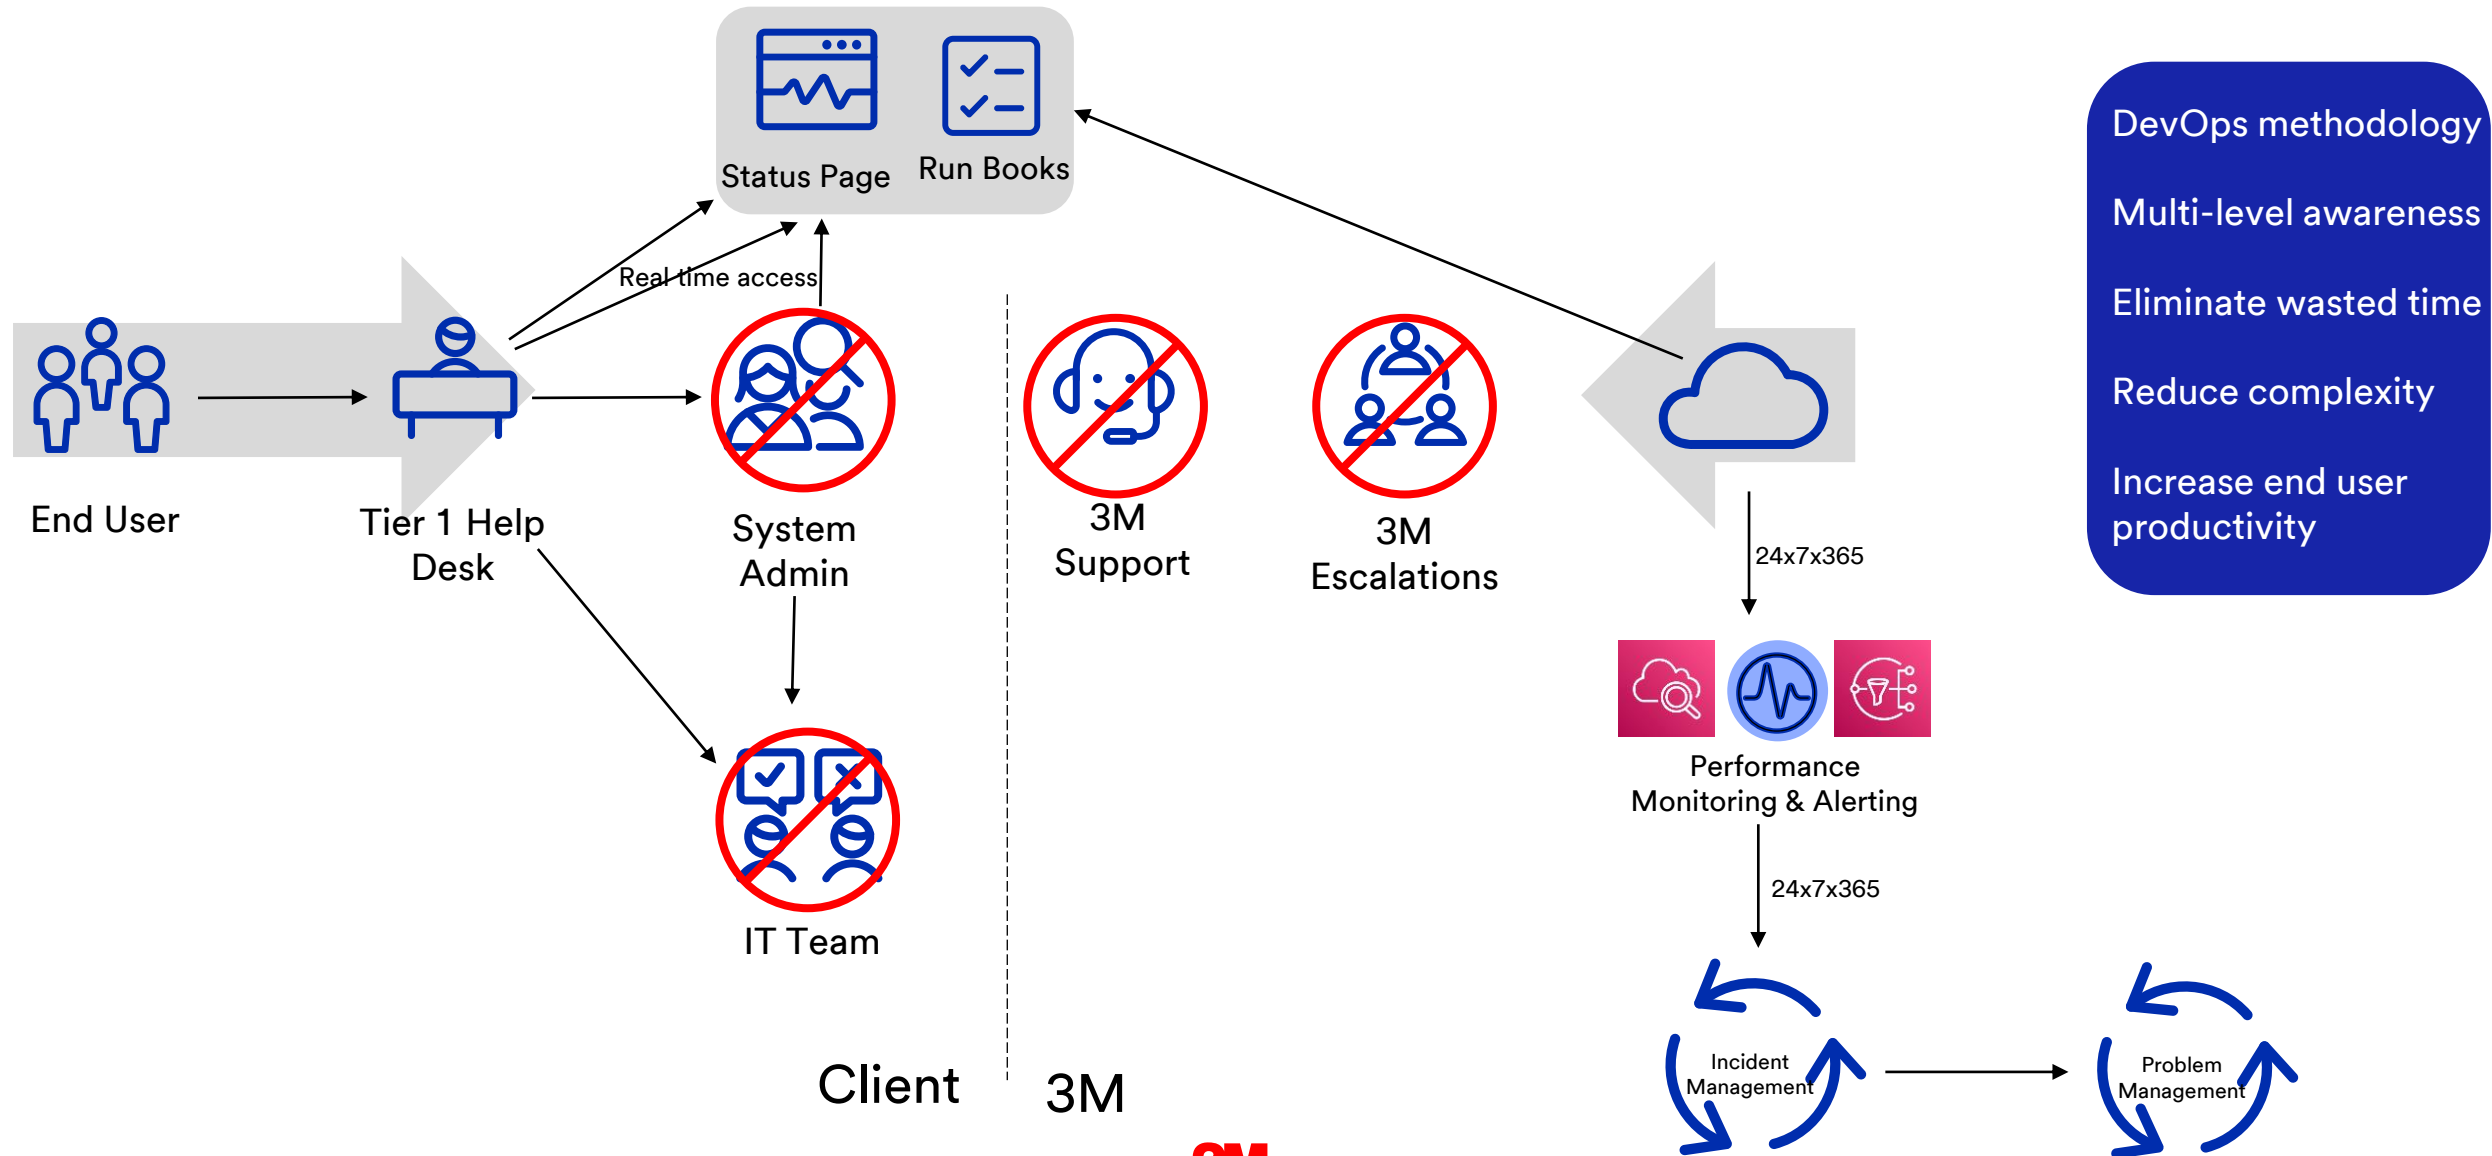 Status Page
Run Books
Real time access
End User
Tier 1 Help
Desk
System
Admin
IT Team
3M
Support
3M
Escalations
24x7x365
Performance
Monitoring & Alerting
24x7x365
Incident
Management
Problem
Management
Client
3M
3M
DevOps methodology
Multi-level awareness
Eliminate wasted time
Reduce complexity
Increase end user
productivity